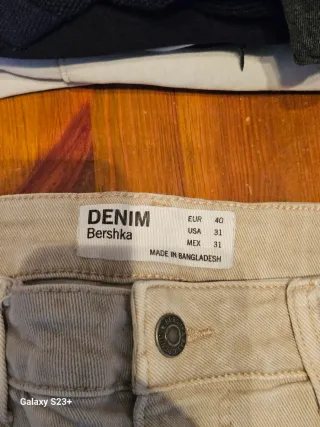 DENIM
Bershka
EUR 40
USA 31
MEX 31
MADE IN BANGLADESH
Galaxy S23+